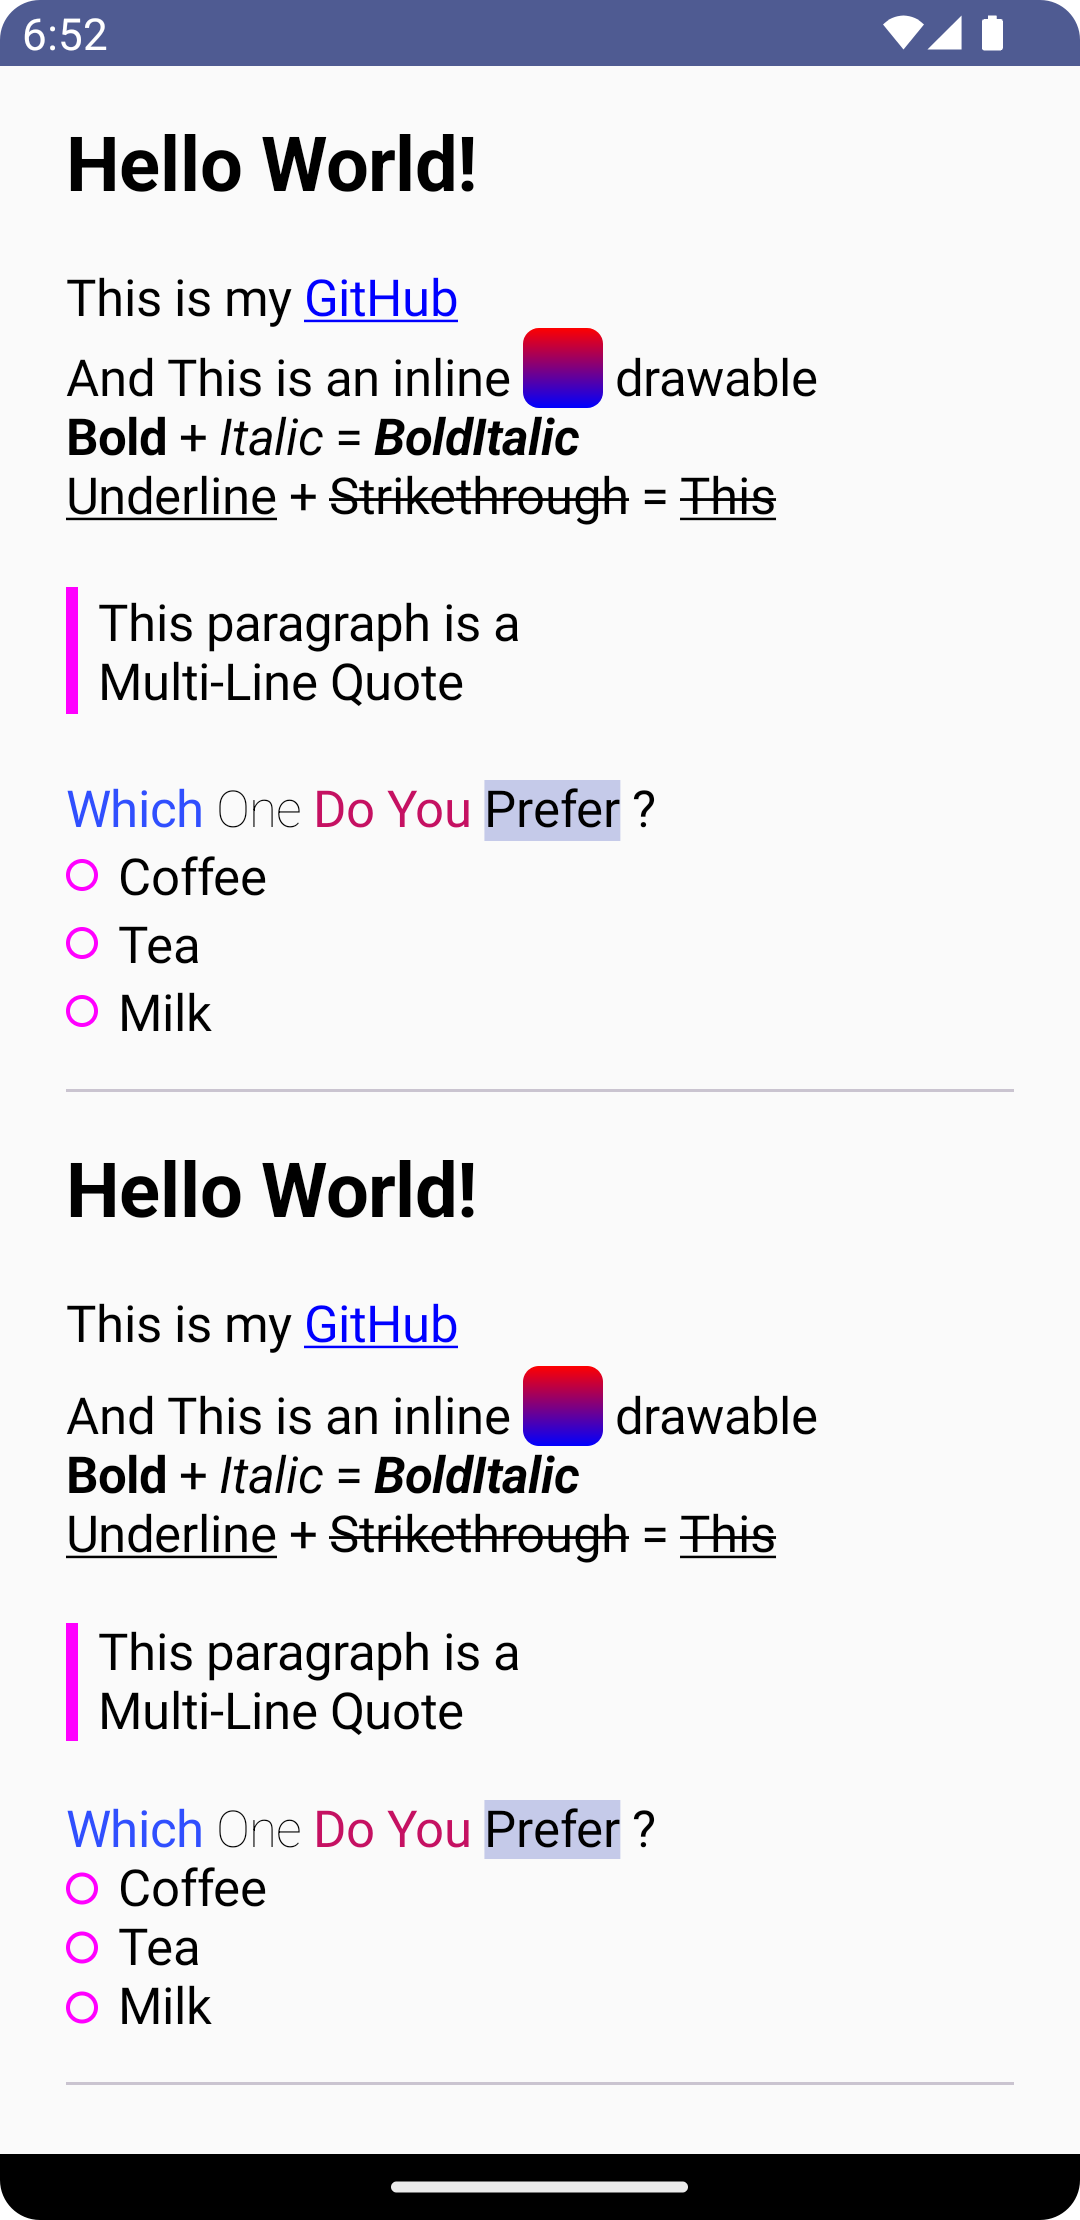 6:52
Hello World!
This is my GitHub
And This is an inline drawable
Bold + Italic = BoldItalic
Underline + Strikethrough = This
This paragraph is a
Multi-Line Quote
Which One Do You Prefer ?
Coffee
Tea
Milk
Hello World!
This is my GitHub
And This is an inline drawable
Bold + Italic = BoldItalic
Underline + Strikethrough = This
This paragraph is a
Multi-Line Quote
Which One Do You Prefer ?
Coffee
Tea
Milk